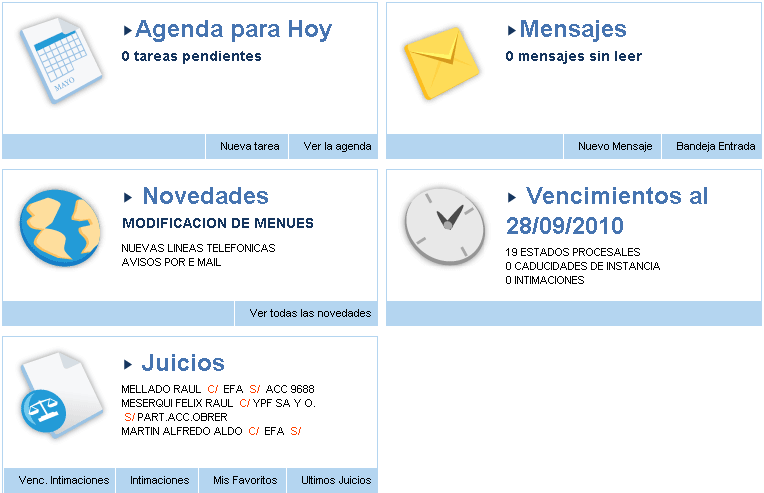 Agenda para Hoy
0 tareas pendientes
MAYO
Nueva tarea
Ver la agenda
Mensajes
0 mensajes sin leer
Nuevo Mensaje
Bandeja Entrada
Novedades
MODIFICACION DE MENUES
NUEVAS LINEAS TELEFONICAS
AVISOS POR E MAIL
Ver todas las novedades
Vencimientos al
28/09/2010
19 ESTADOS PROCESALES
0 CADUCIDADES DE INSTANCIA
0 INTIMACIONES
Juicios
MELLADO RAUL C/ EFA S/ ACC 9688
MESERQUI FELIX RAUL C/ YPF SA Y O.
S/ PART.ACC.OBRER
MARTIN ALFREDO ALDO C/ EFA S/
Venc. Intimaciones
Intimaciones
Mis Favoritos
Ultimos Juicios